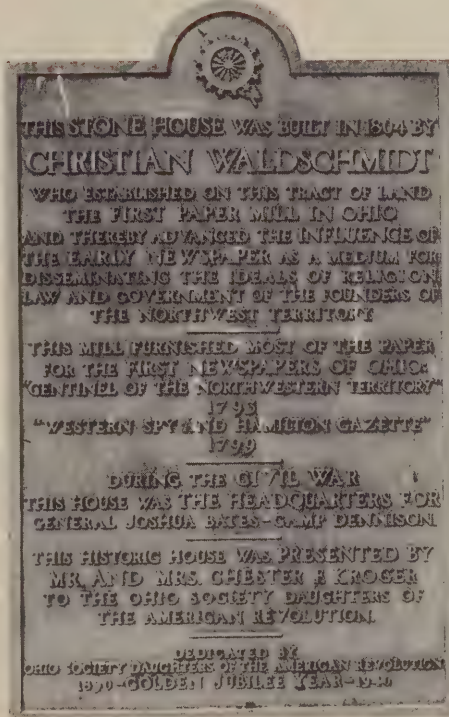 THIS STONE HOUSE WAS BUILT IN 1804 BY
CHRISTIAN WALDSCHMIDT
WHO ESTABLISHED ON THIS TRACT OF LAND
THE FIRST PAPER MILL IN OHIO
AND THEREBY ADVANCED THE INFLUENCE OF
THE EARLY NEWSPAPER AS A MEDIUM FOR
DISSEMINATING THE IDEALS OF RELIGION
LAW AND GOVERNMENT OF THE FOUNDERS OF
THE NORTHWEST TERRITORY
THIS MILL FURNISHED MOST OF THE PAPER
FOR THE FIRST NEWSPAPERS OF OHIO:
"CENTINEL OF THE NORTHWESTERN TERRITORY"
1793
"WESTERN SPY AND HAMILTON GAZETTE"
1799
DURING THE CIVIL WAR
THIS HOUSE WAS THE HEADQUARTERS FOR
GENERAL JOSHUA BATES-CAMP DENNISON
THIS HISTORIC HOUSE WAS PRESENTED BY
MR. AND MRS. CHESTER F. KROGER
TO THE OHIO SOCIETY DAUGHTERS OF
THE AMERICAN REVOLUTION.
DEDICATED BY
OHIO SOCIETY DAUGHTERS OF THE AMERICAN REVOLUTION
1890-GOLDEN JUBILEE YEAR-1940